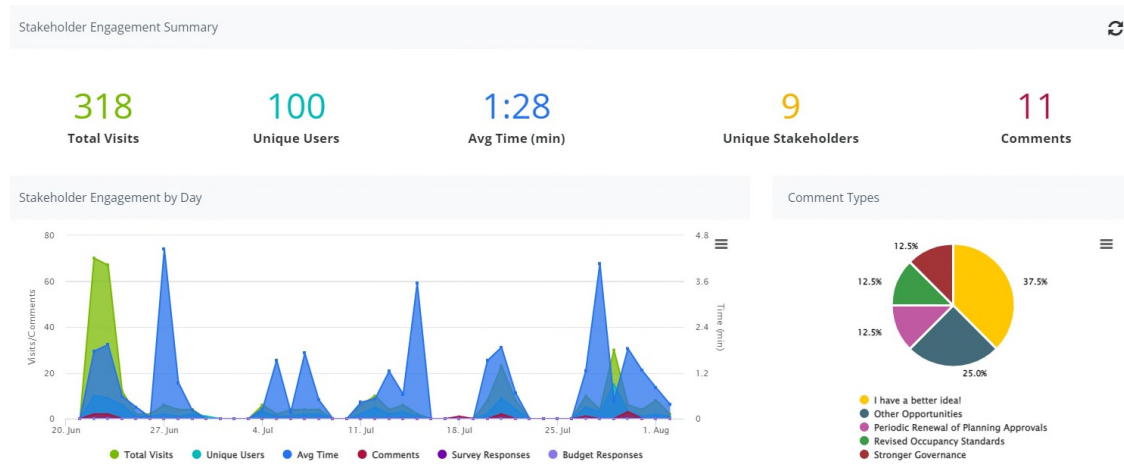 Stakeholder Engagement Summary
318
100
1:28
9
11
Total Visits
Unique Users
Avg Time (min)
Unique Stakeholders
Comments
Stakeholder Engagement by Day
Comment Types
80
60
40
20
0
Visits/Comments
4.8
3.6
2.4
1.2
0
Time (min)
20. Jun
27. Jun
4. Jul
11. Jul
18. Jul
25. Jul
1. Aug
Total Visits
Unique Users
Avg Time
Comments
Survey Responses
Budget Responses
12.5%
37.5%
12.5%
12.5%
25.0%
I have a better idea!
Other Opportunities
Periodic Renewal of Planning Approvals
Revised Occupancy Standards
Stronger Governance